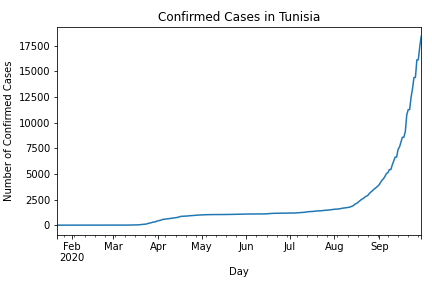 Confirmed Cases in Tunisia
Number of Confirmed Cases
17500
15000
12500
10000
7500
5000
2500
0
Feb Mar Apr May Jun Jul Aug Sep
2020
Day